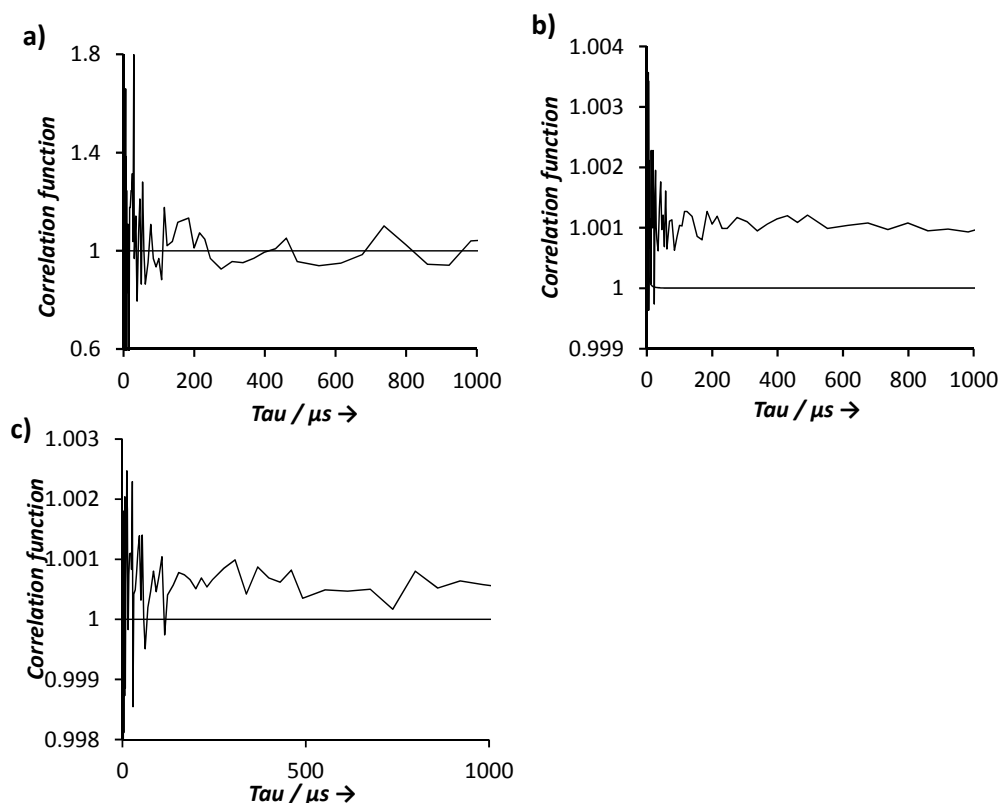 a)
1.8
1.4
1
0.6
Correlation function
0 200 400 600 800 1000
Tau / µs →
b)
1.004
1.003
1.002
1.001
1
0.999
Correlation function
0 200 400 600 800 1000
Tau / µs →
c)
1.003
1.002
1.001
1
0.999
0.998
Correlation function
0 500 1000
Tau / µs →